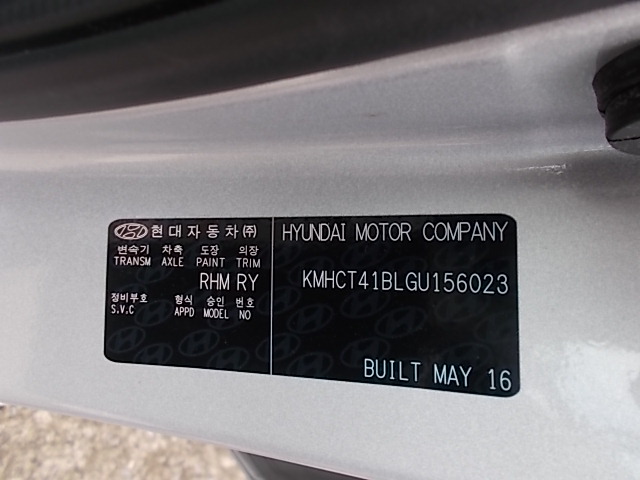 현대자동차㈜
변속기 차축 도장 의장
TRANSM AXLE PAINT TRIM
RHM RY
정비부호 형식 승인 번호
S.V.C APPD MODEL NO
HYUNDAI MOTOR COMPANY
KMHCT41BLGU156023
BUILT MAY 16